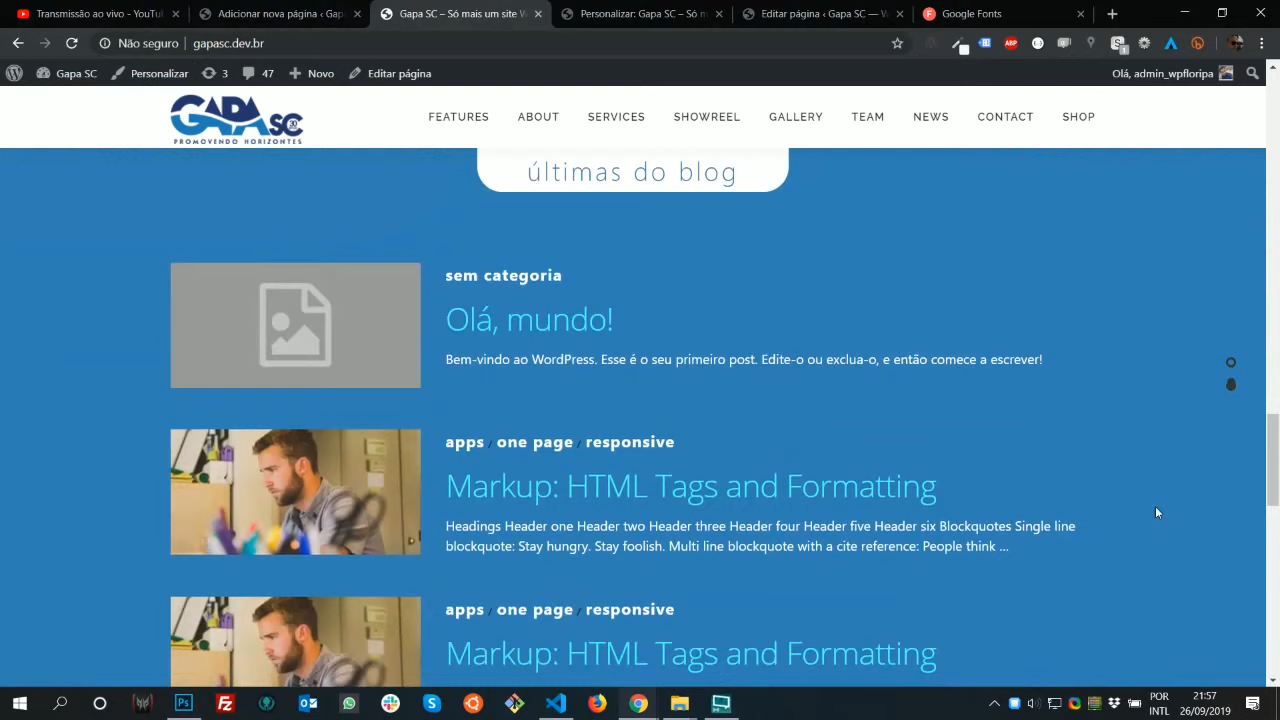 Transmissão ao vivo - YouTu
Adicionar nova página ‹ Gapa
Gapa SC – Só mais um site W
Personalizar: Gapa SC – Só m
Editar página ‹ Gapa SC — W
Google Fonts
Não seguro
gapasc.dev.br
Gapa SC
Personalizar
3
47
Novo
Editar página
Olá, admin_wpfloripa
GAPA SC
PROMOVENDO HORIZONTES
FEATURES
ABOUT
SERVICES
SHOWREEL
GALLERY
TEAM
NEWS
CONTACT
SHOP
últimas do blog
sem categoria
Olá, mundo!
Bem-vindo ao WordPress. Esse é o seu primeiro post. Edite-o ou exclua-o, e então comece a escrever!
apps / one page / responsive
Markup: HTML Tags and Formatting
Headings Header one Header two Header three Header four Header five Header six Blockquotes Single line
blockquote: Stay hungry. Stay foolish. Multi line blockquote with a cite reference: People think ...
apps / one page / responsive
Markup: HTML Tags and Formatting
POR
INTL
21:57
26/09/2019